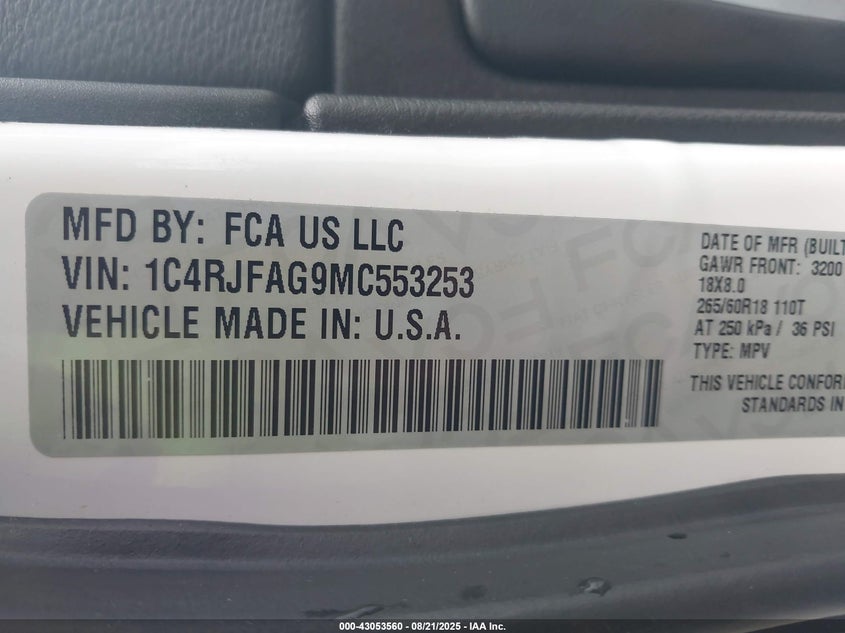 MFD BY: FCA US LLC
VIN: 1C4RJFAG9MC553253
VEHICLE MADE IN: U.S.A.
DATE OF MFR (BUILT
GAWR FRONT: 3200
18X8.0
265/60R18 110T
AT 250 kPa / 36 PSI
TYPE: MPV
THIS VEHICLE CONFOR
STANDARDS IN
000-43053560 - 08/21/2025 - IAA Inc.